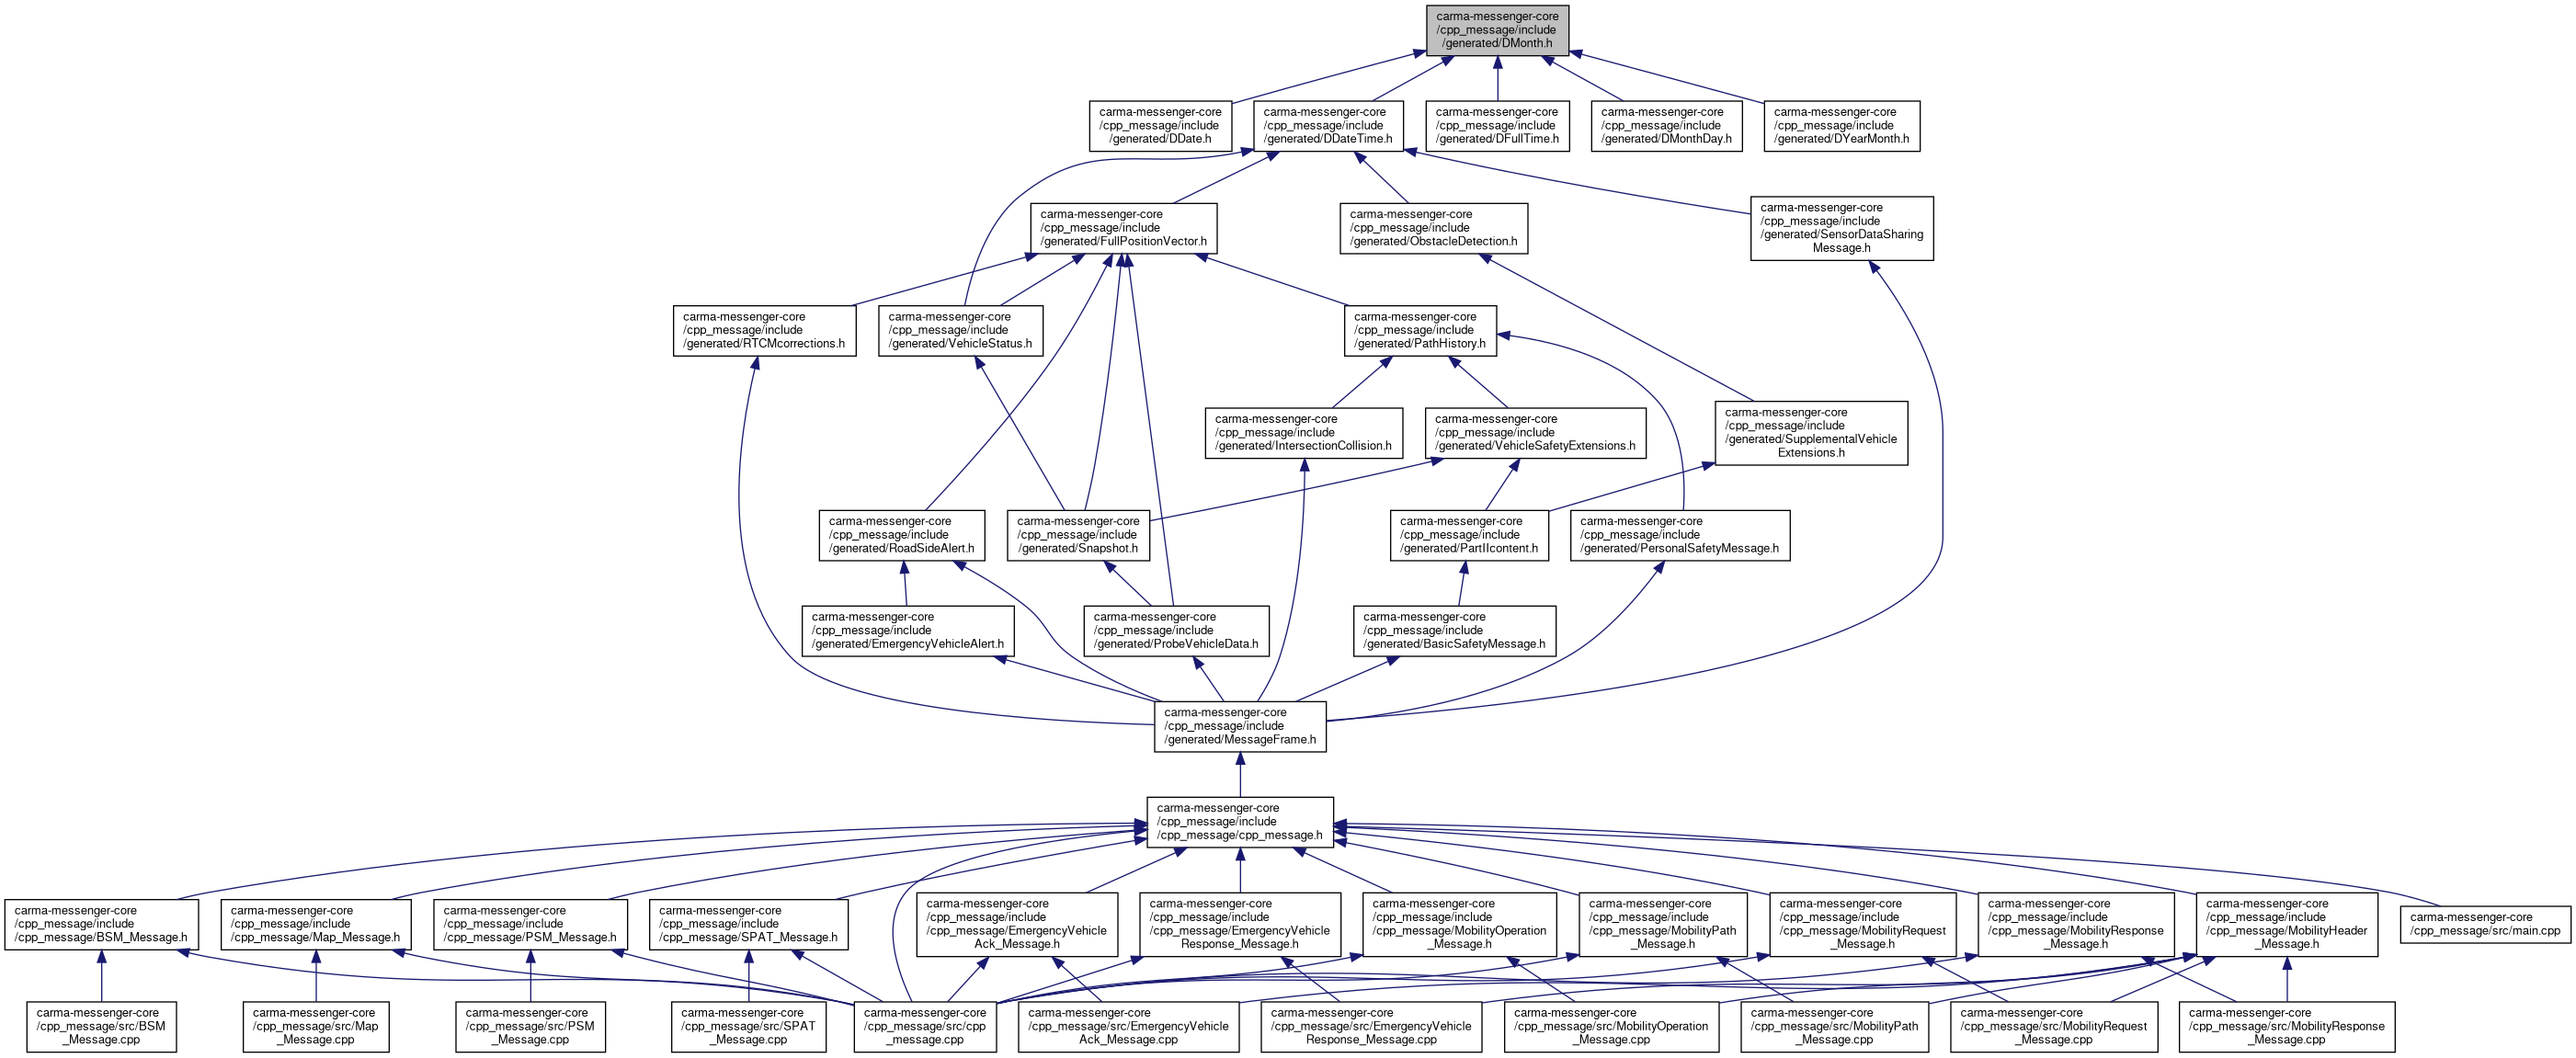 carma-messenger-core
/cpp_message/include
/generated/DMonth.h
carma-messenger-core
/cpp_message/include
/generated/DDate.h
carma-messenger-core
/cpp_message/include
/generated/DDateTime.h
carma-messenger-core
/cpp_message/include
/generated/DFullTime.h
carma-messenger-core
/cpp_message/include
/generated/DMonthDay.h
carma-messenger-core
/cpp_message/include
/generated/DYearMonth.h
carma-messenger-core
/cpp_message/include
/generated/FullPositionVector.h
carma-messenger-core
/cpp_message/include
/generated/ObstacleDetection.h
carma-messenger-core
/cpp_message/include
/generated/SensorDataSharing
Message.h
carma-messenger-core
/cpp_message/include
/generated/RTCMcorrections.h
carma-messenger-core
/cpp_message/include
/generated/VehicleStatus.h
carma-messenger-core
/cpp_message/include
/generated/PathHistory.h
carma-messenger-core
/cpp_message/include
/generated/IntersectionCollision.h
carma-messenger-core
/cpp_message/include
/generated/VehicleSafetyExtensions.h
carma-messenger-core
/cpp_message/include
/generated/SupplementalVehicle
Extensions.h
carma-messenger-core
/cpp_message/include
/generated/RoadSideAlert.h
carma-messenger-core
/cpp_message/include
/generated/Snapshot.h
carma-messenger-core
/cpp_message/include
/generated/PartIIcontent.h
carma-messenger-core
/cpp_message/include
/generated/PersonalSafetyMessage.h
carma-messenger-core
/cpp_message/include
/generated/EmergencyVehicleAlert.h
carma-messenger-core
/cpp_message/include
/generated/ProbeVehicleData.h
carma-messenger-core
/cpp_message/include
/generated/BasicSafetyMessage.h
carma-messenger-core
/cpp_message/include
/generated/MessageFrame.h
carma-messenger-core
/cpp_message/include
/cpp_message/cpp_message.h
carma-messenger-core
/cpp_message/include
/cpp_message/BSM_Message.h
carma-messenger-core
/cpp_message/include
/cpp_message/Map_Message.h
carma-messenger-core
/cpp_message/include
/cpp_message/PSM_Message.h
carma-messenger-core
/cpp_message/include
/cpp_message/SPAT_Message.h
carma-messenger-core
/cpp_message/include
/cpp_message/EmergencyVehicle
Ack_Message.h
carma-messenger-core
/cpp_message/include
/cpp_message/EmergencyVehicle
Response_Message.h
carma-messenger-core
/cpp_message/include
/cpp_message/MobilityOperation
_Message.h
carma-messenger-core
/cpp_message/include
/cpp_message/MobilityPath
_Message.h
carma-messenger-core
/cpp_message/include
/cpp_message/MobilityRequest
_Message.h
carma-messenger-core
/cpp_message/include
/cpp_message/MobilityResponse
_Message.h
carma-messenger-core
/cpp_message/include
/cpp_message/MobilityHeader
_Message.h
carma-messenger-core
/cpp_message/src/main.cpp
carma-messenger-core
/cpp_message/src/BSM
_Message.cpp
carma-messenger-core
/cpp_message/src/Map
_Message.cpp
carma-messenger-core
/cpp_message/src/PSM
_Message.cpp
carma-messenger-core
/cpp_message/src/SPAT
_Message.cpp
carma-messenger-core
/cpp_message/src/cpp
_message.cpp
carma-messenger-core
/cpp_message/src/EmergencyVehicle
Ack_Message.cpp
carma-messenger-core
/cpp_message/src/EmergencyVehicle
Response_Message.cpp
carma-messenger-core
/cpp_message/src/MobilityOperation
_Message.cpp
carma-messenger-core
/cpp_message/src/MobilityPath
_Message.cpp
carma-messenger-core
/cpp_message/src/MobilityRequest
_Message.cpp
carma-messenger-core
/cpp_message/src/MobilityResponse
_Message.cpp